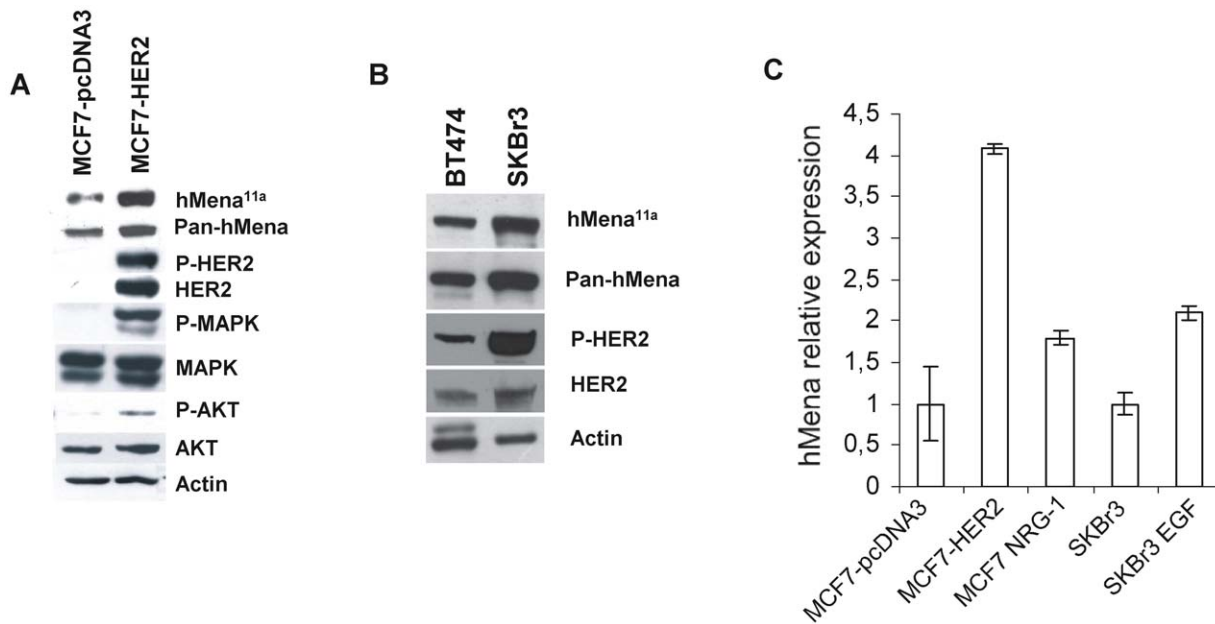 A
MCF7-pcDNA3
MCF7-HER2
hMena¹¹ᵃ
Pan-hMena
P-HER2
HER2
P-MAPK
MAPK
P-AKT
AKT
Actin
B
BT474
SKBr3
hMena¹¹ᵃ
Pan-hMena
P-HER2
HER2
Actin
C
hMena relative expression
4,5
4
3,5
3
2,5
2
1,5
1
0,5
0
MCF7-pcDNA3
MCF7-HER2
MCF7 NRG-1
SKBr3
SKBr3 EGF